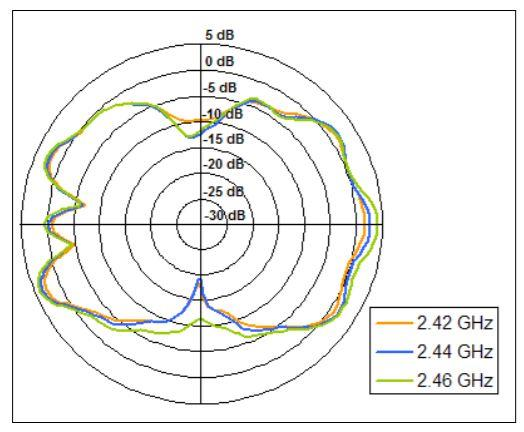 5 dB
0 dB
-5 dB
-10 dB
-15 dB
-20 dB
-25 dB
-30 dB
2.42 GHz
2.44 GHz
2.46 GHz